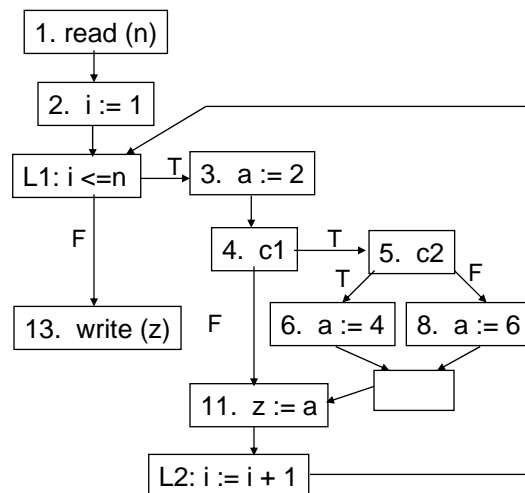 1. read (n)
2. i := 1
L1: i <=n
T
3. a := 2
4. c1
T
5. c2
F
T
F
13. write (z)
F
6. a := 4
8. a := 6
11. z := a
L2: i := i + 1